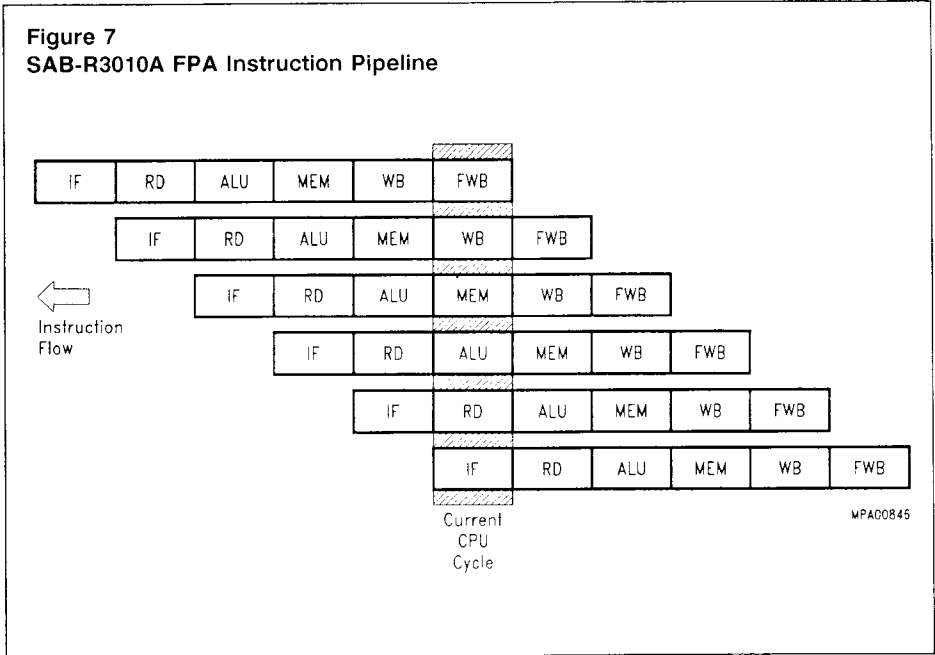 Figure 7
SAB-R3010A FPA Instruction Pipeline
IF RD ALU MEM WB FWB
IF RD ALU MEM WB FWB
IF RD ALU MEM WB FWB
Instruction
Flow
IF RD ALU MEM WB FWB
IF RD ALU MEM WB FWB
IF RD ALU MEM WB FWB
MPA00845
Current
CPU
Cycle